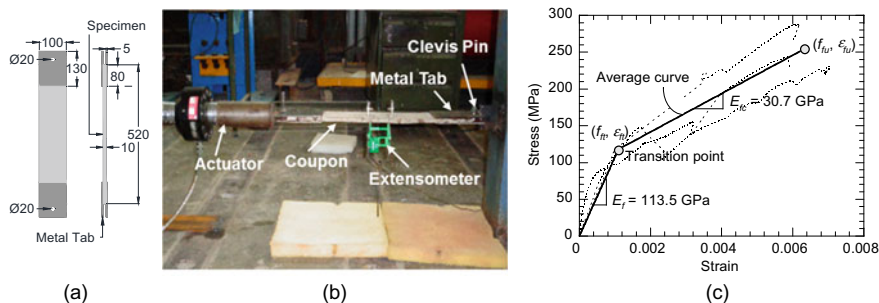 Specimen
100
5
Ø20
130
80
520
10
Ø20
Metal Tab
(a)
Clevis Pin
Metal Tab
Actuator
Coupon
Extensometer
(b)
300
250
200
150
100
50
0
Stress (MPa)
(f_fu, ε_fu)
Average curve
E_fc = 30.7 GPa
(f_ft, ε_ft)
Transition point
E_f = 113.5 GPa
0 0.002 0.004 0.006 0.008
Strain
(c)